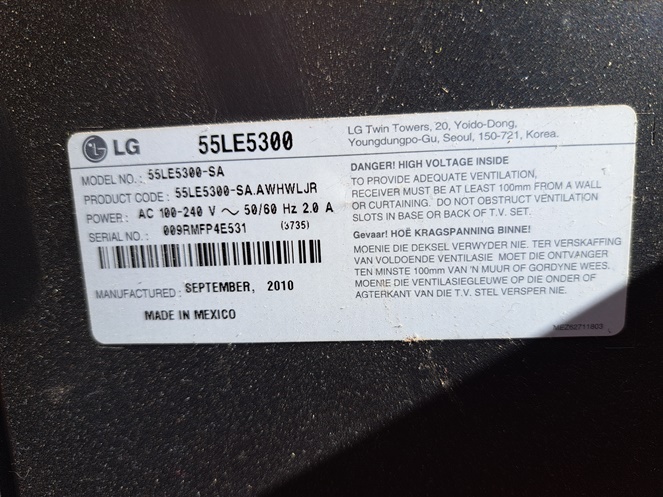 LG 55LE5300
MODEL NO. : 55LE5300-SA
PRODUCT CODE : 55LE5300-SA.AWHWLJR
POWER : AC 100-240 V ~ 50/60 Hz 2.0 A
SERIAL NO. : 009RMFP4E531 (3735)
MANUFACTURED : SEPTEMBER, 2010
MADE IN MEXICO
LG Twin Towers, 20, Yoido-Dong,
Youngdungpo-Gu, Seoul, 150-721, Korea.
DANGER! HIGH VOLTAGE INSIDE
TO PROVIDE ADEQUATE VENTILATION,
RECEIVER MUST BE AT LEAST 100mm FROM A WALL
OR CURTAINING. DO NOT OBSTRUCT VENTILATION
SLOTS IN BASE OR BACK OF T.V. SET.
Gevaar! HOË KRAGSPANNING BINNE!
MOENIE DIE DEKSEL VERWYDER NIE. TER VERSKAFFING
VAN VOLDOENDE VENTILASIE MOET DIE ONTVANGER
TEN MINSTE 100mm VAN 'N MUUR OF GORDYNE WEES.
MOENIE DIE VENTILASIEGLEUWE OP DIE ONDER OF
AGTERKANT VAN DIE T.V. STEL VERSPER NIE.
MEZ62711803